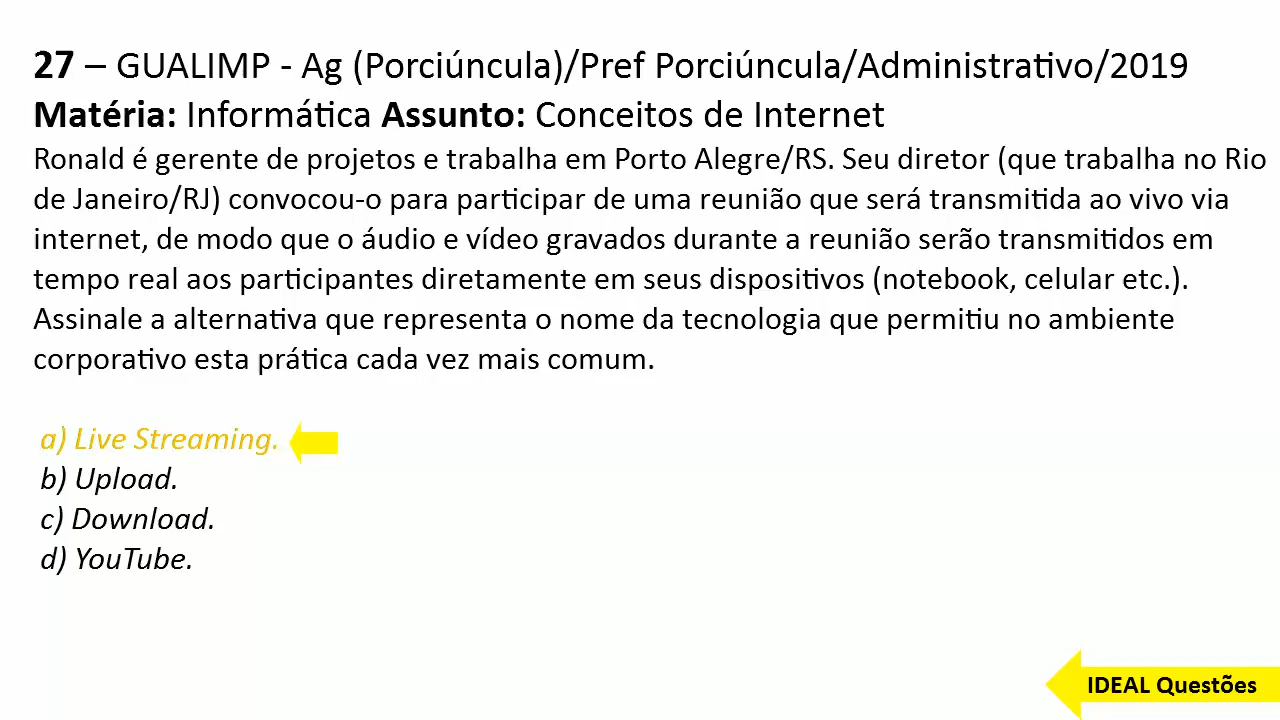 27 – GUALIMP - Ag (Porciúncula)/Pref Porciúncula/Administrativo/2019
Matéria: Informática Assunto: Conceitos de Internet
Ronald é gerente de projetos e trabalha em Porto Alegre/RS. Seu diretor (que trabalha no Rio
de Janeiro/RJ) convocou-o para participar de uma reunião que será transmitida ao vivo via
internet, de modo que o áudio e vídeo gravados durante a reunião serão transmitidos em
tempo real aos participantes diretamente em seus dispositivos (notebook, celular etc.).
Assinale a alternativa que representa o nome da tecnologia que permitiu no ambiente
corporativo esta prática cada vez mais comum.
a) Live Streaming.
b) Upload.
c) Download.
d) YouTube.
IDEAL Questões